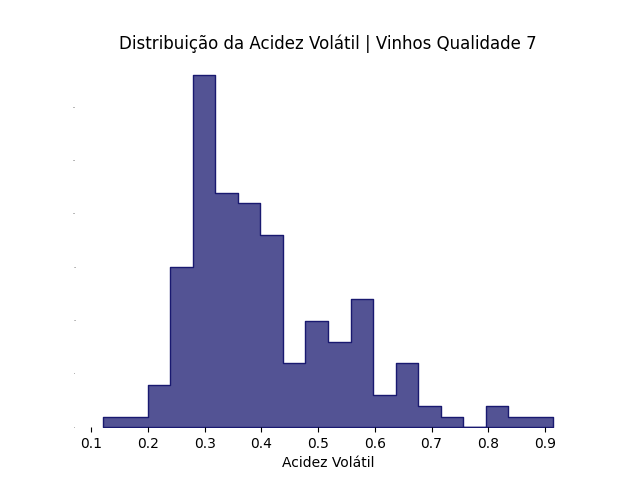 Distribuição da Acidez Volátil | Vinhos Qualidade 7
0.1 0.2 0.3 0.4 0.5 0.6 0.7 0.8 0.9
Acidez Volátil